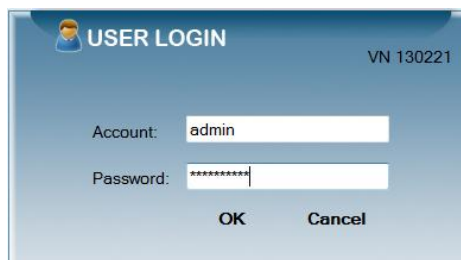 USER LOGIN
VN 130221
Account: admin
Password: **********
OK Cancel